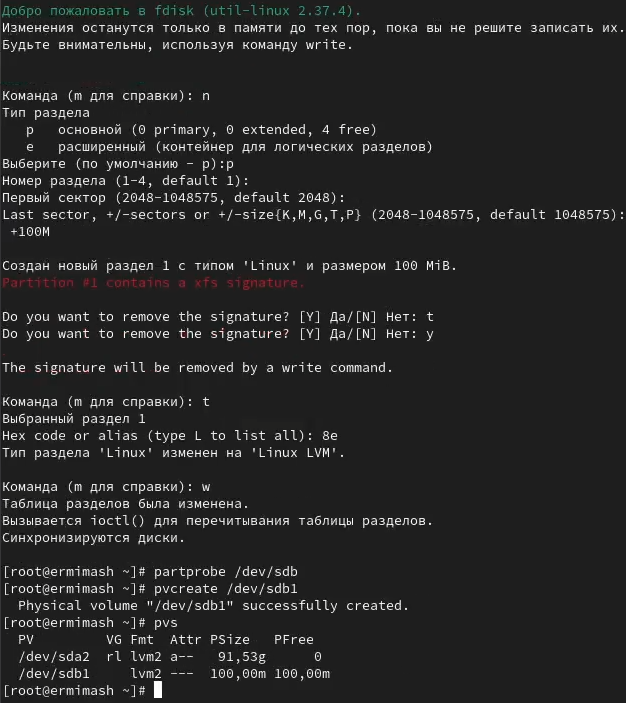 Добро пожаловать в fdisk (util-linux 2.37.4).
Изменения останутся только в памяти до тех пор, пока вы не решите записать их.
Будьте внимательны, используя команду write.
Команда (m для справки): n
Тип раздела
p основной (0 primary, 0 extended, 4 free)
e расширенный (контейнер для логических разделов)
Выберите (по умолчанию - p):p
Номер раздела (1-4, default 1):
Первый сектор (2048-1048575, default 2048):
Last sector, +/-sectors or +/-size{K,M,G,T,P} (2048-1048575, default 1048575):
+100M
Создан новый раздел 1 с типом 'Linux' и размером 100 MiB.
Partition #1 contains a xfs signature.
Do you want to remove the signature? [Y] Да/[N] Нет: t
Do you want to remove the signature? [Y] Да/[N] Нет: y
The signature will be removed by a write command.
Команда (m для справки): t
Выбранный раздел 1
Hex code or alias (type L to list all): 8e
Тип раздела 'Linux' изменен на 'Linux LVM'.
Команда (m для справки): w
Таблица разделов была изменена.
Вызывается ioctl() для перечитывания таблицы разделов.
Синхронизируются диски.
[root@ermimash ~]# partprobe /dev/sdb
[root@ermimash ~]# pvcreate /dev/sdb1
Physical volume "/dev/sdb1" successfully created.
[root@ermimash ~]# pvs
PV VG Fmt Attr PSize PFree
/dev/sda2 rl lvm2 a-- 91,53g 0
/dev/sdb1 lvm2 --- 100,00m 100,00m
[root@ermimash ~]#